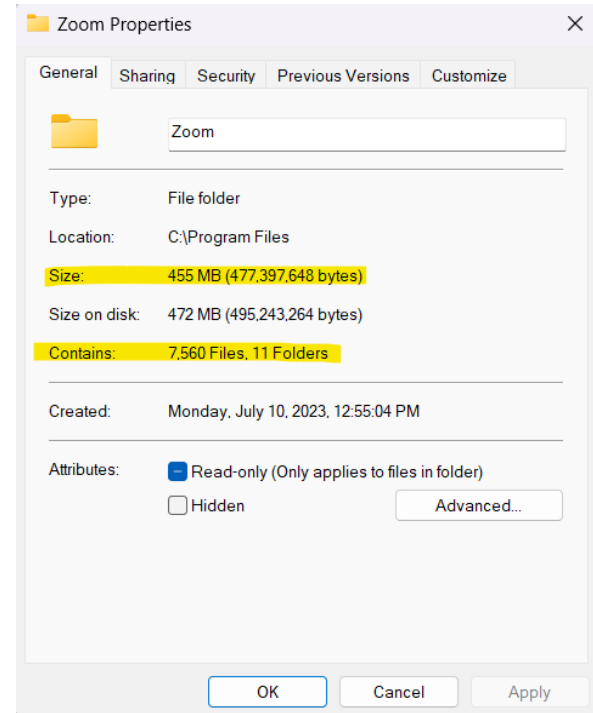 Zoom Properties
General Sharing Security Previous Versions Customize
Zoom
Type: File folder
Location: C:\Program Files
Size: 455 MB (477,397,648 bytes)
Size on disk: 472 MB (495,243,264 bytes)
Contains: 7,560 Files, 11 Folders
Created: Monday, July 10, 2023, 12:55:04 PM
Attributes: Read-only (Only applies to files in folder)
Hidden Advanced...
OK Cancel Apply